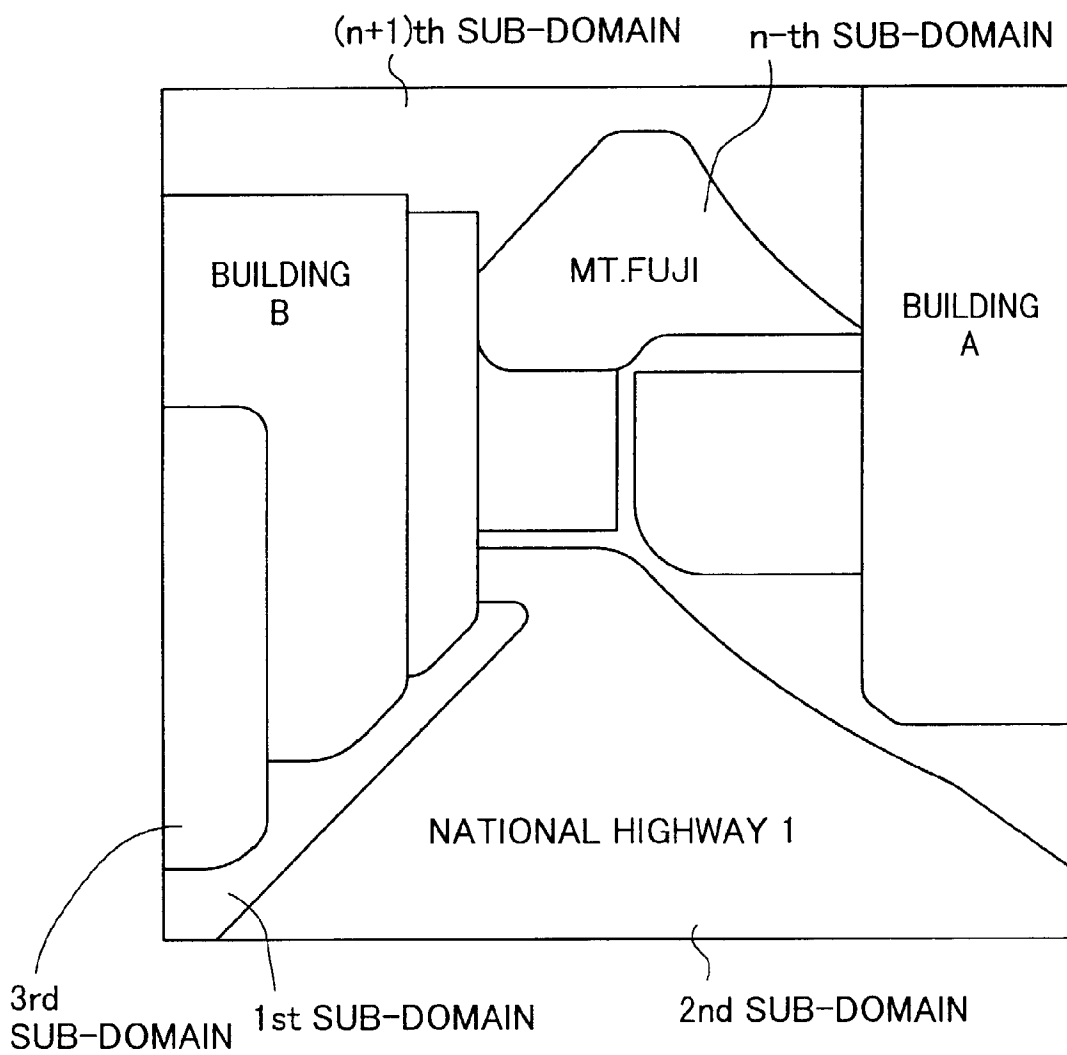 (n+1)th SUB-DOMAIN
n-th SUB-DOMAIN
BUILDING
B
MT.FUJI
BUILDING
A
NATIONAL HIGHWAY 1
3rd
SUB-DOMAIN
1st SUB-DOMAIN
2nd SUB-DOMAIN